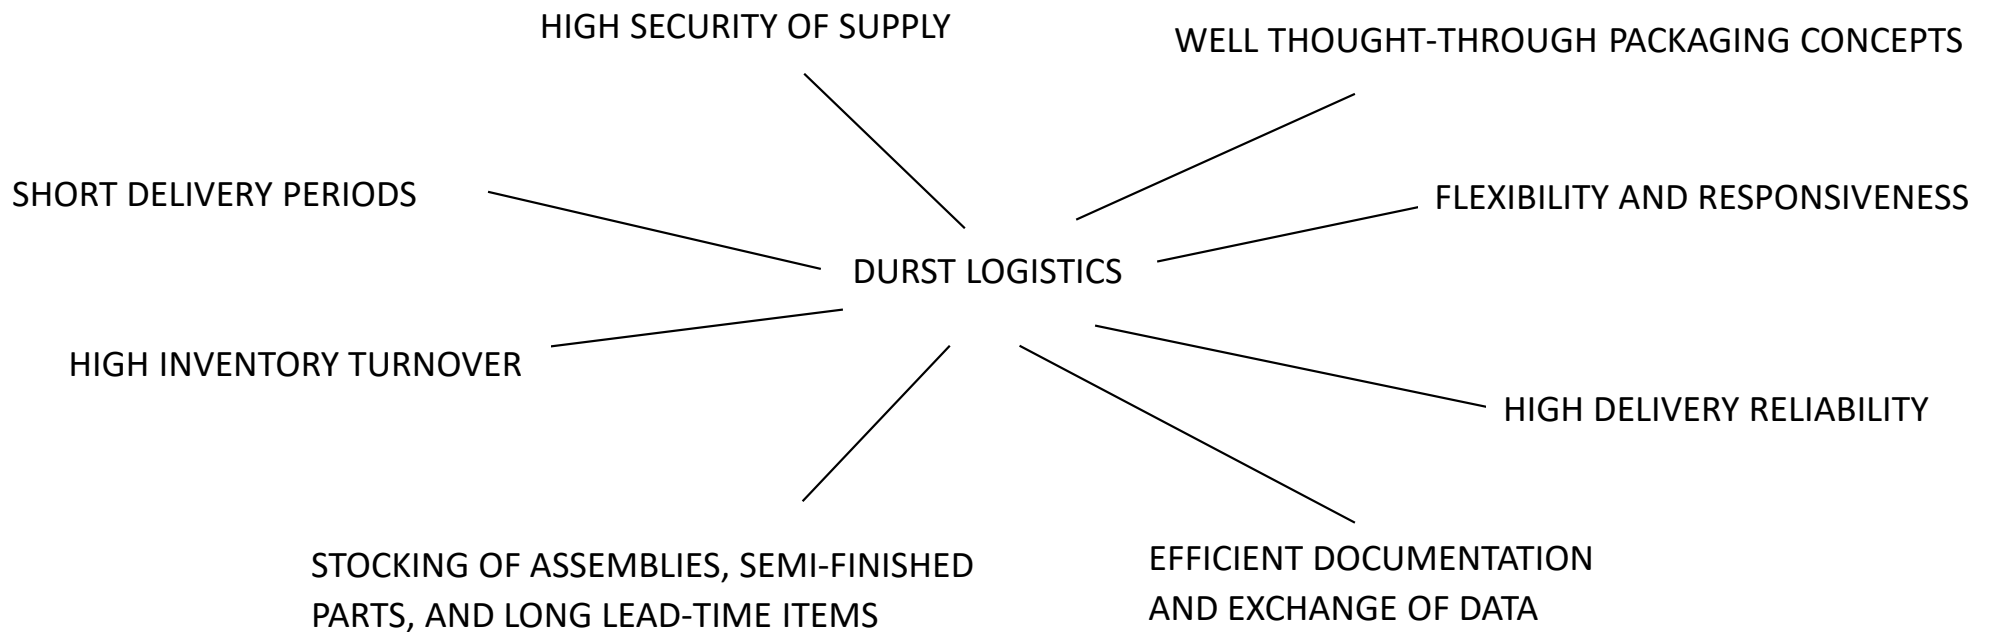 HIGH SECURITY OF SUPPLY
WELL THOUGHT-THROUGH PACKAGING CONCEPTS
SHORT DELIVERY PERIODS
FLEXIBILITY AND RESPONSIVENESS
DURST LOGISTICS
HIGH INVENTORY TURNOVER
HIGH DELIVERY RELIABILITY
STOCKING OF ASSEMBLIES, SEMI-FINISHED
PARTS, AND LONG LEAD-TIME ITEMS
EFFICIENT DOCUMENTATION
AND EXCHANGE OF DATA